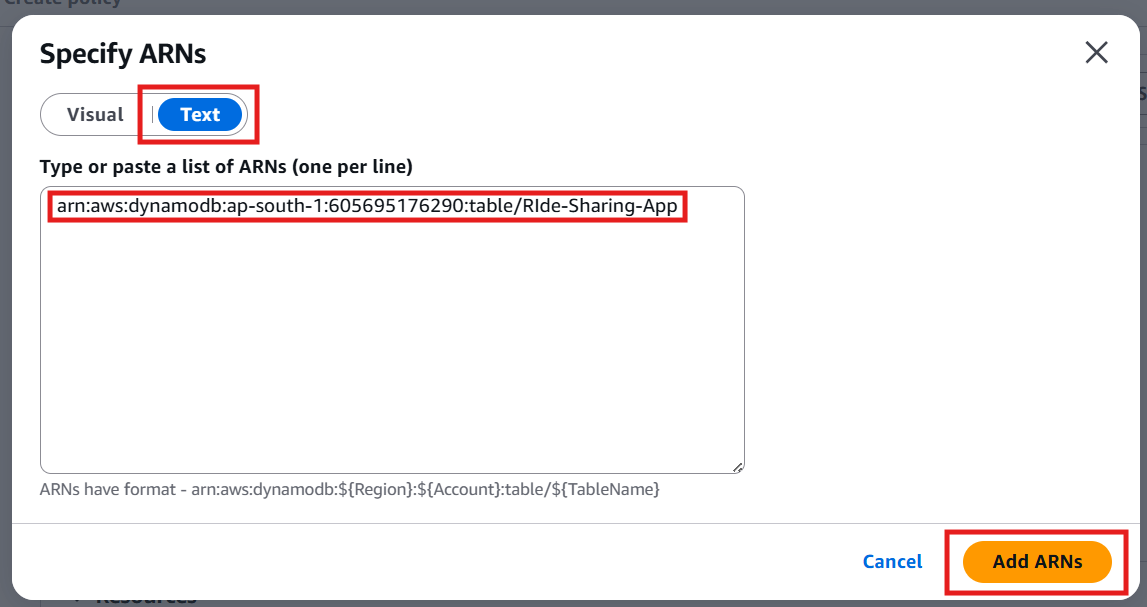 Create policy
Specify ARNs
Visual
Text
Type or paste a list of ARNs (one per line)
arn:aws:dynamodb:ap-south-1:605695176290:table/RIde-Sharing-App
ARNs have format - arn:aws:dynamodb:${Region}:${Account}:table/${TableName}
Cancel
Add ARNs
Resources